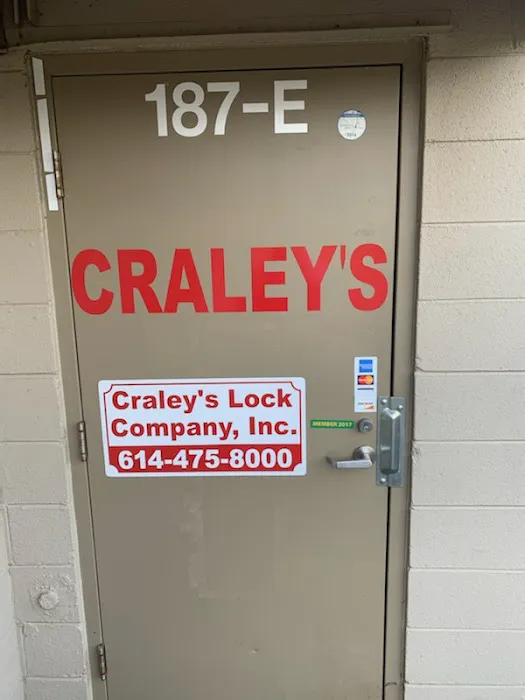 187-E
CRALEY'S
Craley's Lock
Company, Inc.
614-475-8000
MEMBER 2017